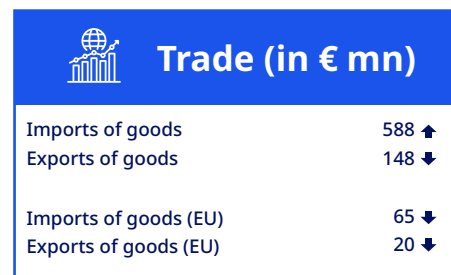 Trade (in € mn)
Imports of goods 588
Exports of goods 148
Imports of goods (EU) 65
Exports of goods (EU) 20